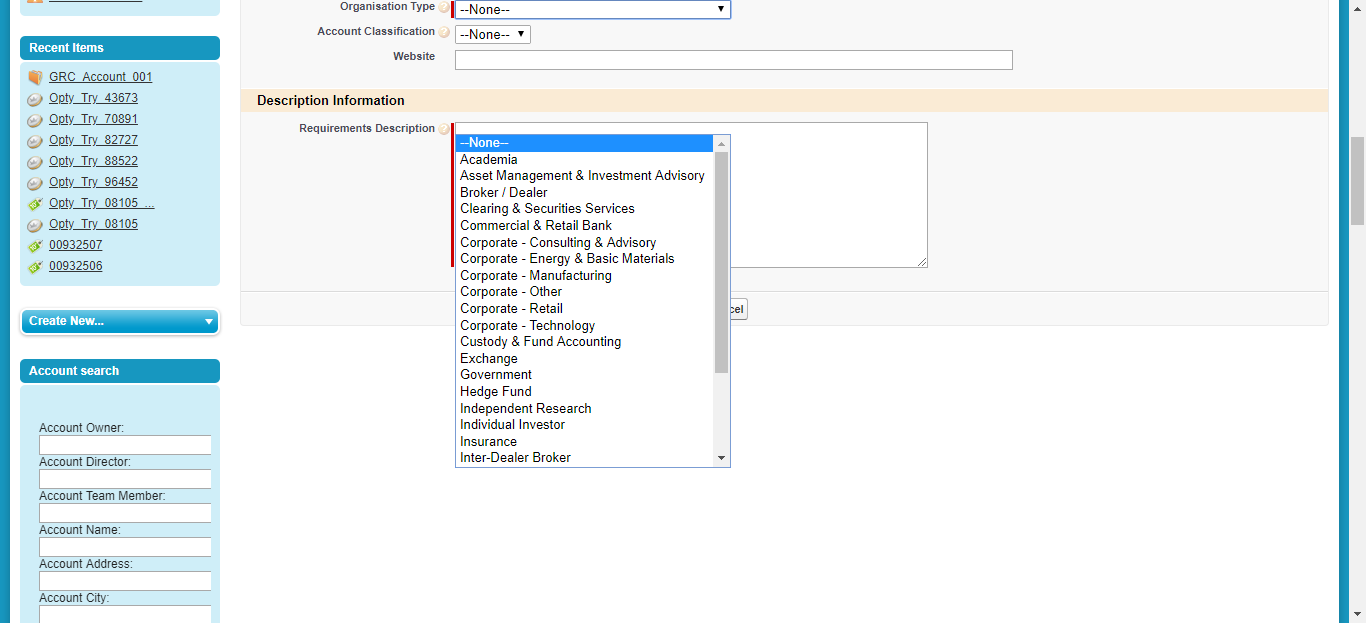 Recent Items
GRC_Account_001
Opty_Try_43673
Opty_Try_70891
Opty_Try_82727
Opty_Try_88522
Opty_Try_96452
Opty_Try_08105_...
Opty_Try_08105
00932507
00932506
Create New...
Account search
Account Owner:
Account Director:
Account Team Member:
Account Name:
Account Address:
Account City:
Organisation Type
--None--
Account Classification
--None--
Website
Description Information
Requirements Description
--None--
Academia
Asset Management & Investment Advisory
Broker / Dealer
Clearing & Securities Services
Commercial & Retail Bank
Corporate - Consulting & Advisory
Corporate - Energy & Basic Materials
Corporate - Manufacturing
Corporate - Other
Corporate - Retail
Corporate - Technology
Custody & Fund Accounting
Exchange
Government
Hedge Fund
Independent Research
Individual Investor
Insurance
Inter-Dealer Broker
cel